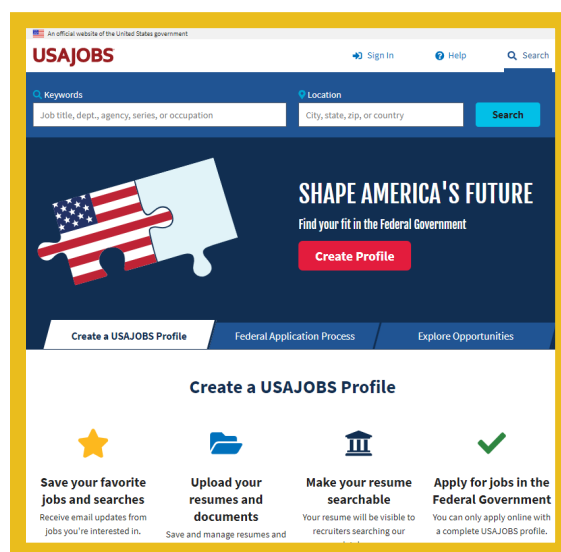 An official website of the United States government
USAJOBS
Sign In
Help
Search
Keywords
Location
Job title, dept., agency, series, or occupation
City, state, zip, or country
Search
SHAPE AMERICA'S FUTURE
Find your fit in the Federal Government
Create Profile
Create a USAJOBS Profile
Federal Application Process
Explore Opportunities
Create a USAJOBS Profile
Save your favorite
jobs and searches
Receive email updates from
jobs you're interested in.
Upload your
resumes and
documents
Save and manage resumes and
Make your resume
searchable
Your resume will be visible to
recruiters searching our
Apply for jobs in the
Federal Government
You can only apply online with
a complete USAJOBS profile.